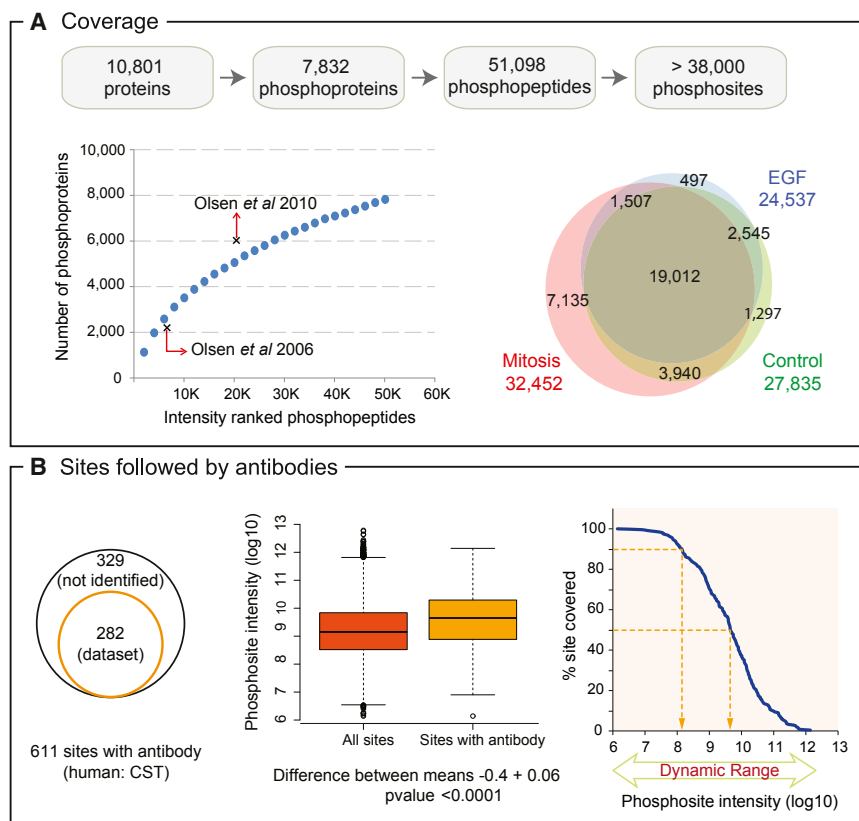 A Coverage
10,801
proteins
7,832
phosphoproteins
51,098
phosphopeptides
> 38,000
phosphosites
Number of phosphoproteins
10,000
8,000
6,000
4,000
2,000
0
Olsen et al 2010
Olsen et al 2006
10K 20K 30K 40K 50K 60K
Intensity ranked phosphopeptides
497
EGF
24,537
1,507
2,545
19,012
7,135
1,297
Mitosis
32,452
3,940
Control
27,835
B Sites followed by antibodies
329
(not identified)
282
(dataset)
611 sites with antibody
(human: CST)
Phosphosite intensity (log10)
6 7 8 9 10 11 12 13
All sites Sites with antibody
Difference between means -0.4 + 0.06
pvalue <0.0001
% site covered
100
80
60
40
20
0
6 7 8 9 10 11 12 13
Dynamic Range
Phosphosite intensity (log10)